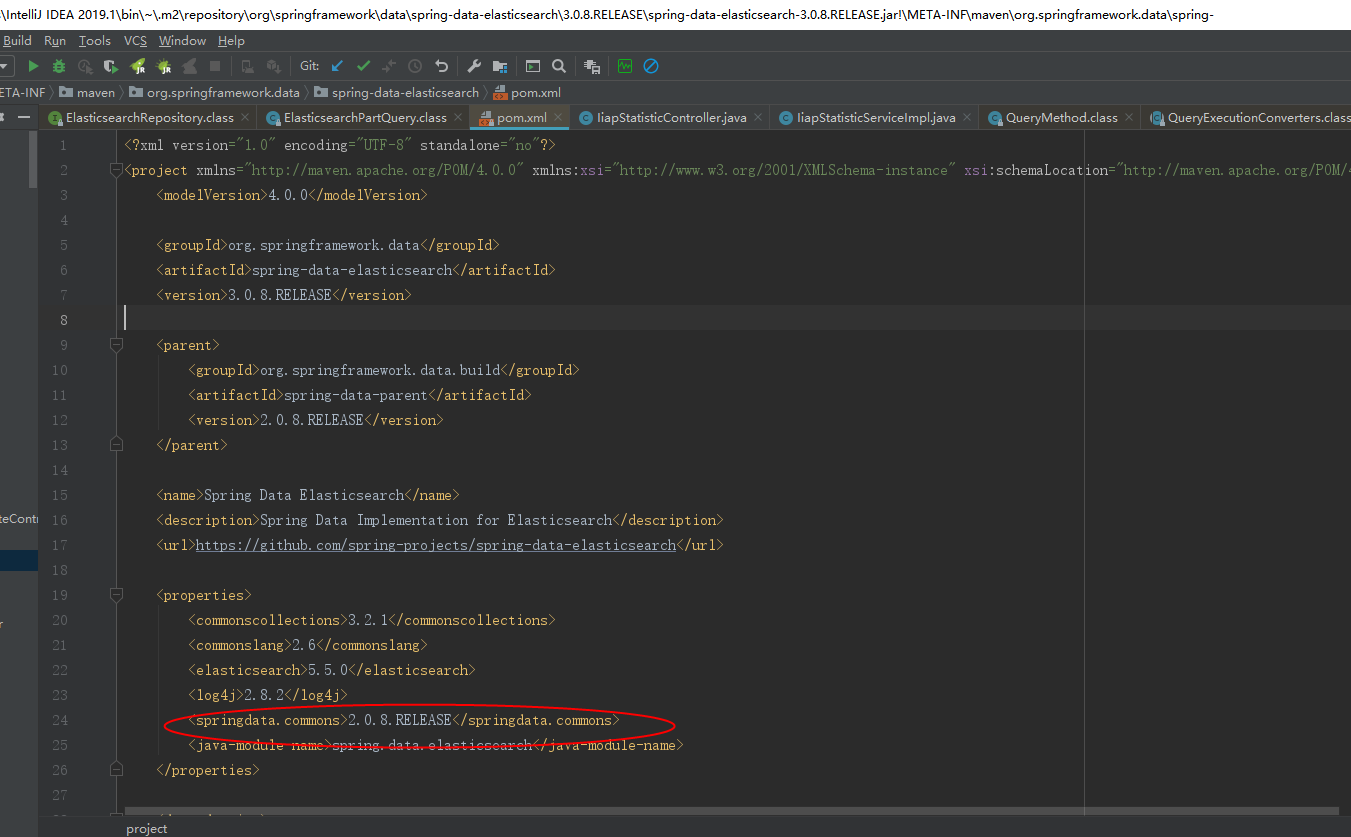 \IntelliJ IDEA 2019.1\bin\~\.m2\repository\org\springframework\data\spring-data-elasticsearch\3.0.8.RELEASE\spring-data-elasticsearch-3.0.8.RELEASE.jar!\META-INF\maven\org.springframework.data\spring-
Build Run Tools VCS Window Help
Git:
ETA-INF maven org.springframework.data spring-data-elasticsearch pom.xml
ElasticsearchRepository.class ElasticsearchPartQuery.class pom.xml IiapStatisticController.java IiapStatisticServiceImpl.java QueryMethod.class QueryExecutionConverters.class
1 <?xml version="1.0" encoding="UTF-8" standalone="no"?>
2 <project xmlns="http://maven.apache.org/POM/4.0.0" xmlns:xsi="http://www.w3.org/2001/XMLSchema-instance" xsi:schemaLocation="http://maven.apache.org/POM/
3 <modelVersion>4.0.0</modelVersion>
4
5 <groupId>org.springframework.data</groupId>
6 <artifactId>spring-data-elasticsearch</artifactId>
7 <version>3.0.8.RELEASE</version>
8
9 <parent>
10 <groupId>org.springframework.data.build</groupId>
11 <artifactId>spring-data-parent</artifactId>
12 <version>2.0.8.RELEASE</version>
13 </parent>
14
15 <name>Spring Data Elasticsearch</name>
16 <description>Spring Data Implementation for Elasticsearch</description>
17 <url>https://github.com/spring-projects/spring-data-elasticsearch</url>
18
19 <properties>
20 <commonscollections>3.2.1</commonscollections>
21 <commonslang>2.6</commonslang>
22 <elasticsearch>5.5.0</elasticsearch>
23 <log4j>2.8.2</log4j>
24 <springdata.commons>2.0.8.RELEASE</springdata.commons>
25 <java-module-name>spring.data.elasticsearch</java-module-name>
26 </properties>
27
teContr
r
project